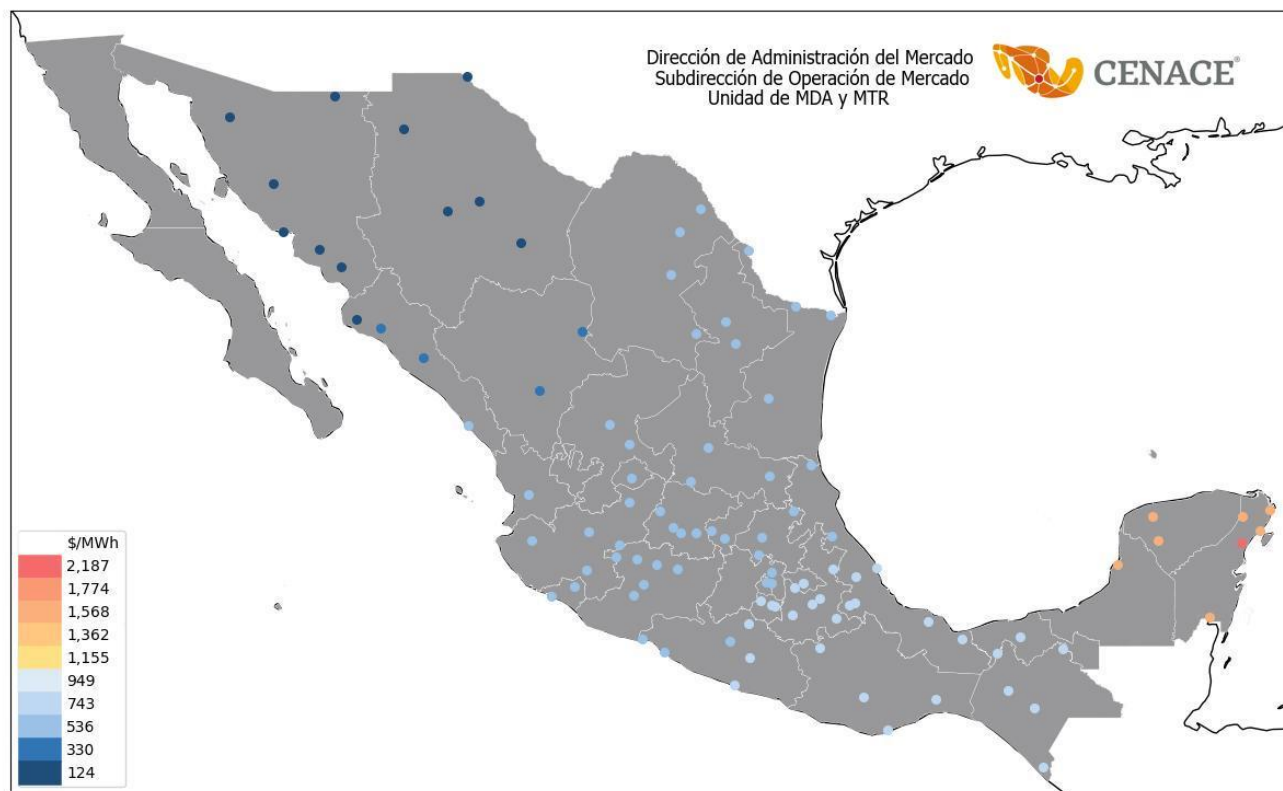 Dirección de Administración del Mercado
Subdirección de Operación de Mercado
Unidad de MDA y MTR
CENACE®
$/MWh
2,187
1,774
1,568
1,362
1,155
949
743
536
330
124